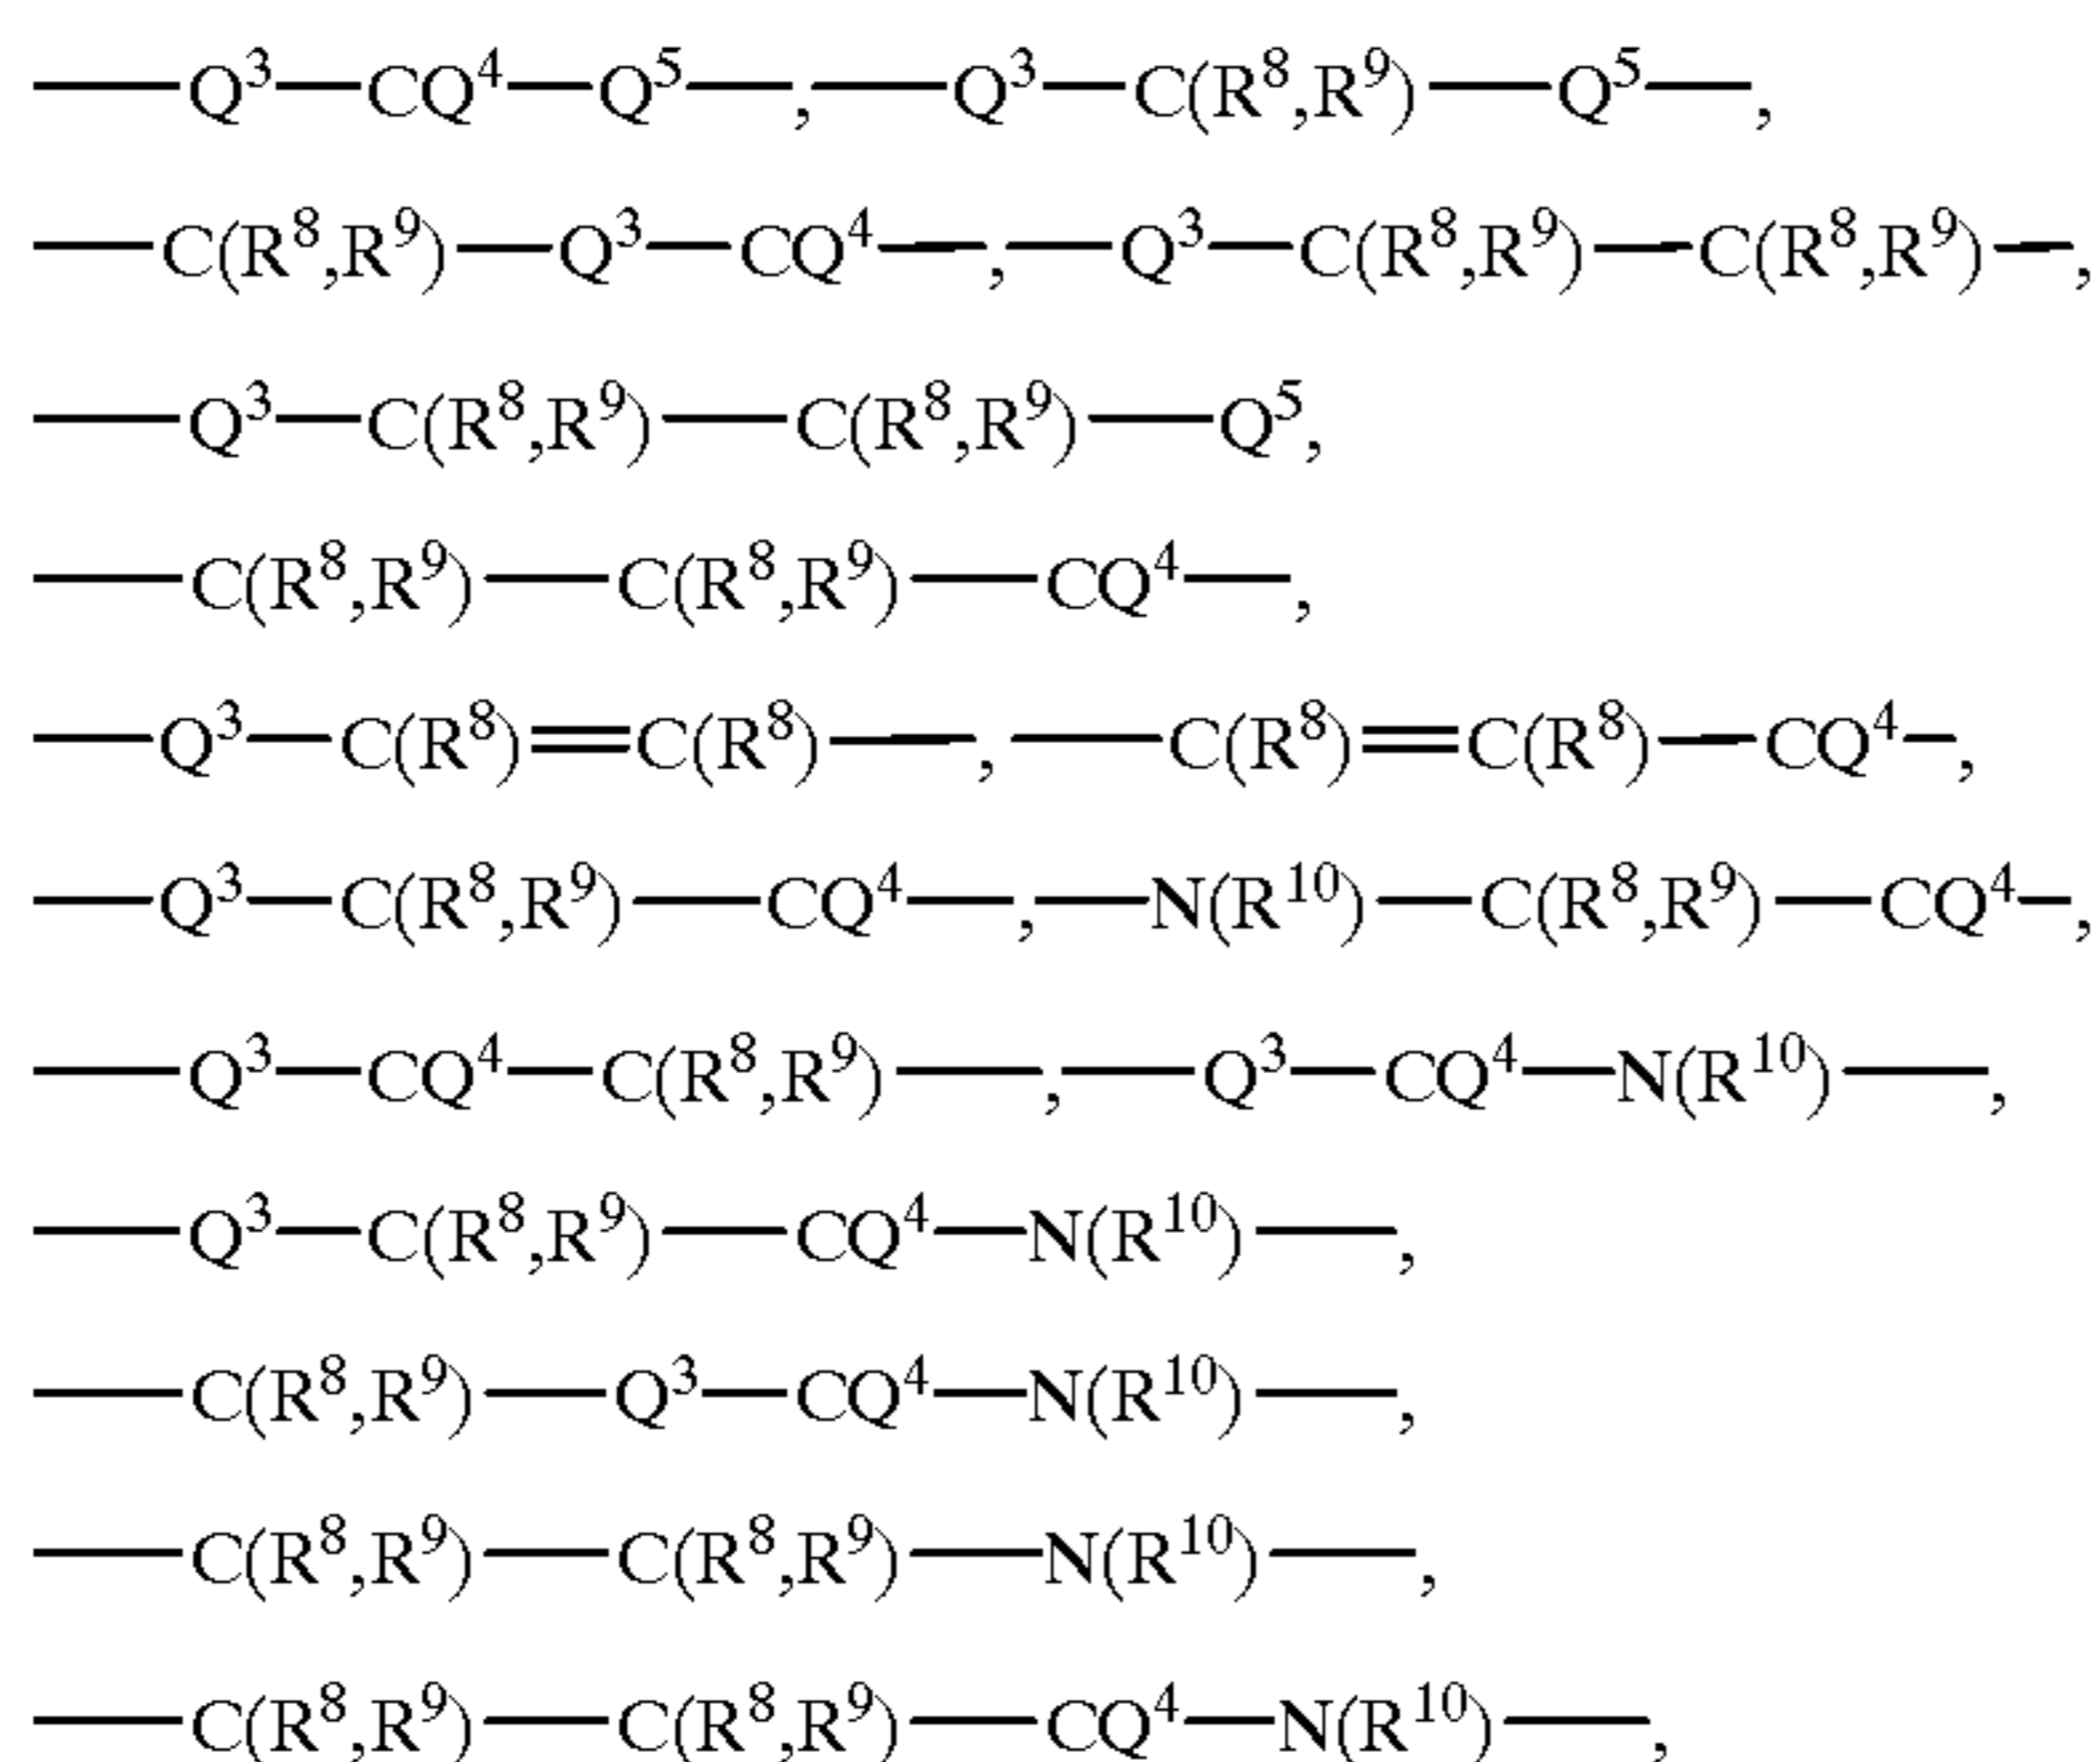 —Q³—CQ⁴—Q⁵—, —Q³—C(R⁸,R⁹)—Q⁵—,
—C(R⁸,R⁹)—Q³—CQ⁴—, —Q³—C(R⁸,R⁹)—C(R⁸,R⁹)—,
—Q³—C(R⁸,R⁹)—C(R⁸,R⁹)—Q⁵,
—C(R⁸,R⁹)—C(R⁸,R⁹)—CQ⁴—,
—Q³—C(R⁸)=C(R⁸)—, —C(R⁸)=C(R⁸)—CQ⁴—,
—Q³—C(R⁸,R⁹)—CQ⁴—, —N(R¹⁰)—C(R⁸,R⁹)—CQ⁴—,
—Q³—CQ⁴—C(R⁸,R⁹)—, —Q³—CQ⁴—N(R¹⁰)—,
—Q³—C(R⁸,R⁹)—CQ⁴—N(R¹⁰)—,
—C(R⁸,R⁹)—Q³—CQ⁴—N(R¹⁰)—,
—C(R⁸,R⁹)—C(R⁸,R⁹)—N(R¹⁰)—,
—C(R⁸,R⁹)—C(R⁸,R⁹)—CQ⁴—N(R¹⁰)—,